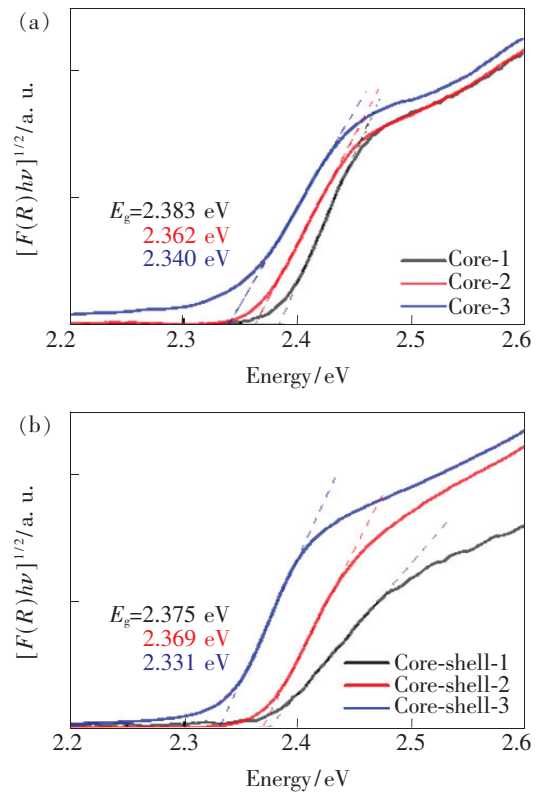 (a)
[F(R)hν]^{1/2}/a. u.
E_g=2.383 eV
2.362 eV
2.340 eV
Core-1
Core-2
Core-3
2.2 2.3 2.4 2.5 2.6
Energy/eV
(b)
[F(R)hν]^{1/2}/a. u.
E_g=2.375 eV
2.369 eV
2.331 eV
Core-shell-1
Core-shell-2
Core-shell-3
2.2 2.3 2.4 2.5 2.6
Energy/eV